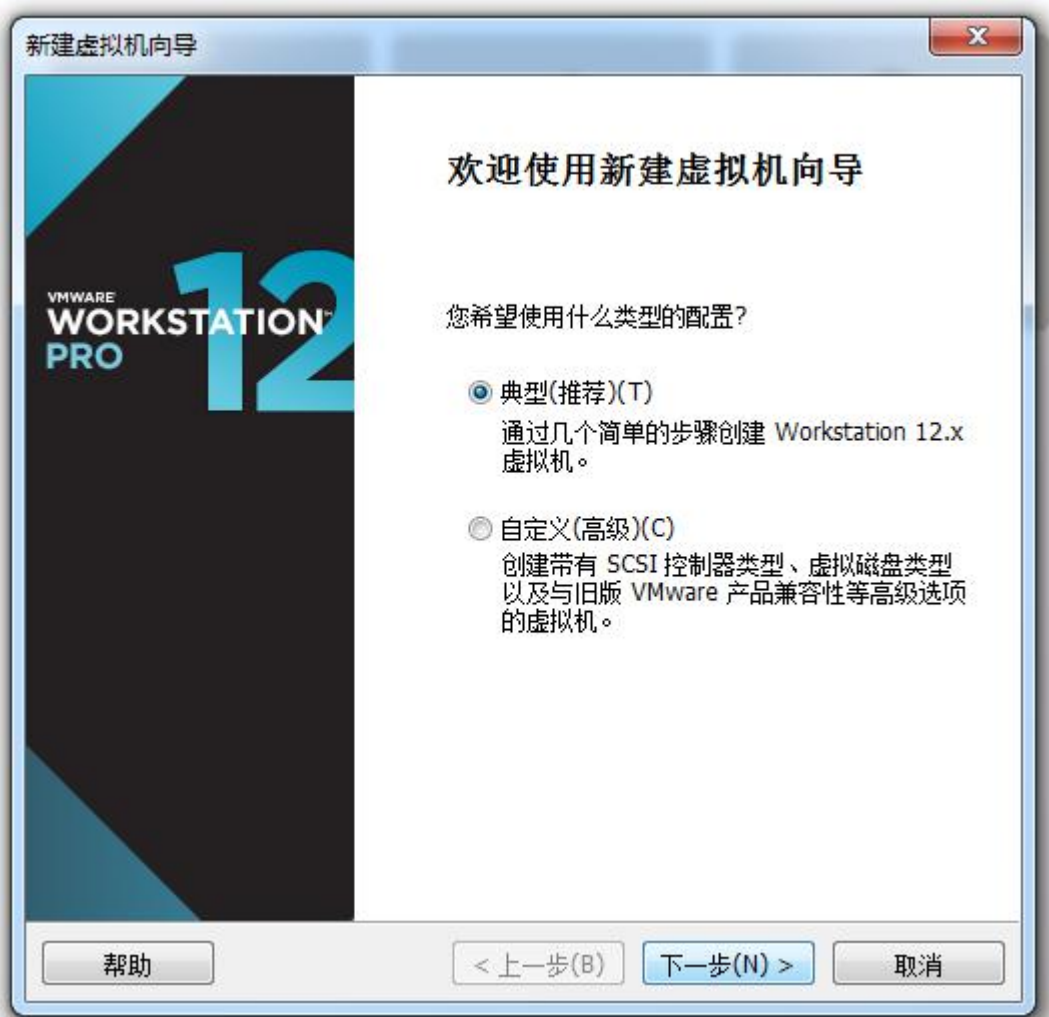 新建虚拟机向导
欢迎使用新建虚拟机向导
VMWARE
WORKSTATION™
PRO
12
您希望使用什么类型的配置?
典型(推荐)(T)
通过几个简单的步骤创建 Workstation 12.x
虚拟机。
自定义(高级)(C)
创建带有 SCSI 控制器类型、虚拟磁盘类型
以及与旧版 VMware 产品兼容性等高级选项
的虚拟机。
帮助
< 上一步(B)
下一步(N) >
取消